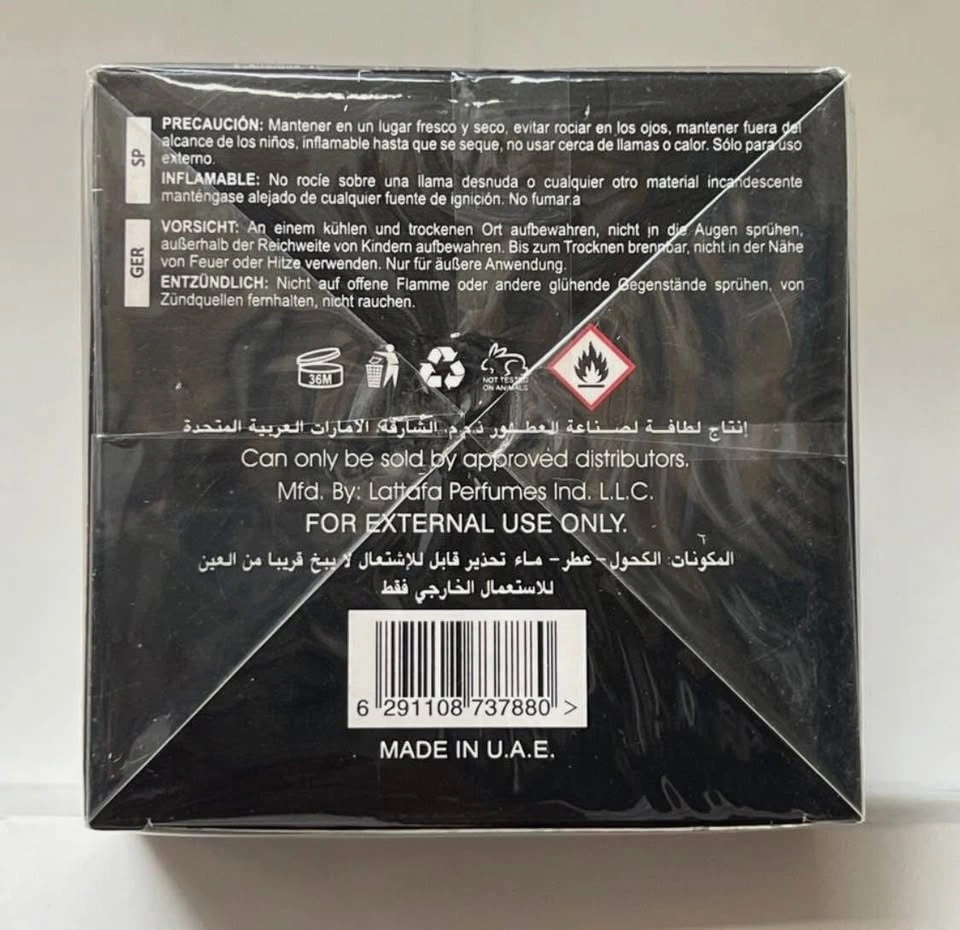 SP
PRECAUCIÓN: Mantener en un lugar fresco y seco, evitar rociar en los ojos, mantener fuera del
alcance de los niños, inflamable hasta que se seque, no usar cerca de llamas o calor. Sólo para uso
externo.
INFLAMABLE: No rocíe sobre una llama desnuda o cualquier otro material incandescente
manténgase alejado de cualquier fuente de ignición. No fumar.a
GER
VORSICHT: An einem kühlen und trockenen Ort aufbewahren, nicht in die Augen sprühen,
außerhalb der Reichweite von Kindern aufbewahren. Bis zum Trocknen brennbar, nicht in der Nähe
von Feuer oder Hitze verwenden. Nur für äußere Anwendung.
ENTZÜNDLICH: Nicht auf offene Flamme oder andere glühende Gegenstände sprühen, von
Zündquellen fernhalten, nicht rauchen.
36M
NOT TESTED
ON ANIMALS
إنتاج لطافة لصناعة العطور ذ.م.م. الشارقة. الامارات العربية المتحدة
Can only be sold by approved distributors.
Mfd. By: Lattafa Perfumes Ind. L.L.C.
FOR EXTERNAL USE ONLY.
المكونات: الكحول - عطر - ماء تحذير قابل للإشتعال لا يبخ قريبا من العين
للاستعمال الخارجي فقط
6 291108 737880 >
MADE IN U.A.E.